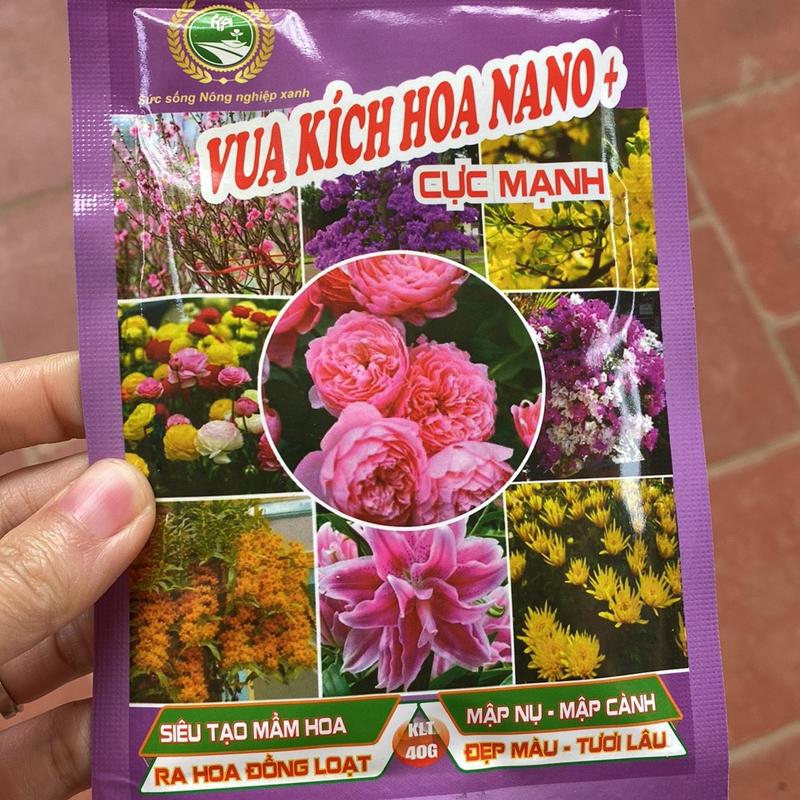 Sức sống Nông nghiệp xanh
VUA KÍCH HOA NANO+
CỰC MẠNH
SIÊU TẠO MẦM HOA
RA HOA ĐỒNG LOẠT
KLT
40G
MẬP NỤ - MẬP CÀNH
ĐẸP MÀU - TƯƠI LÂU